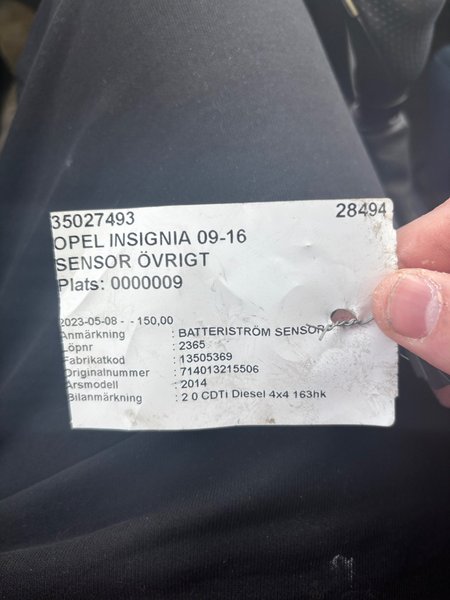 35027493 28494
OPEL INSIGNIA 09-16
SENSOR ÖVRIGT
Plats: 0000009
2023-05-08 - - 150,00
Anmärkning : BATTERISTRÖM SENSOR
Löpnr : 2365
Fabrikatkod : 13505369
Originalnummer : 714013215506
Årsmodell : 2014
Bilanmärkning : 2 0 CDTi Diesel 4x4 163hk